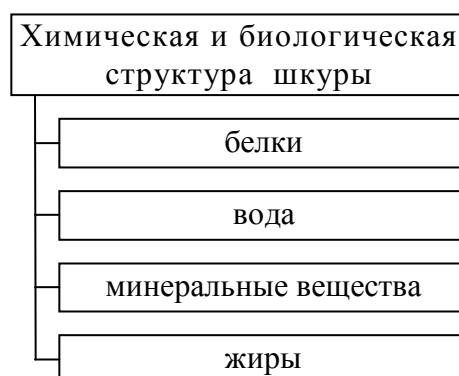 Химическая и биологическая
структура шкуры
белки
вода
минеральные вещества
жиры